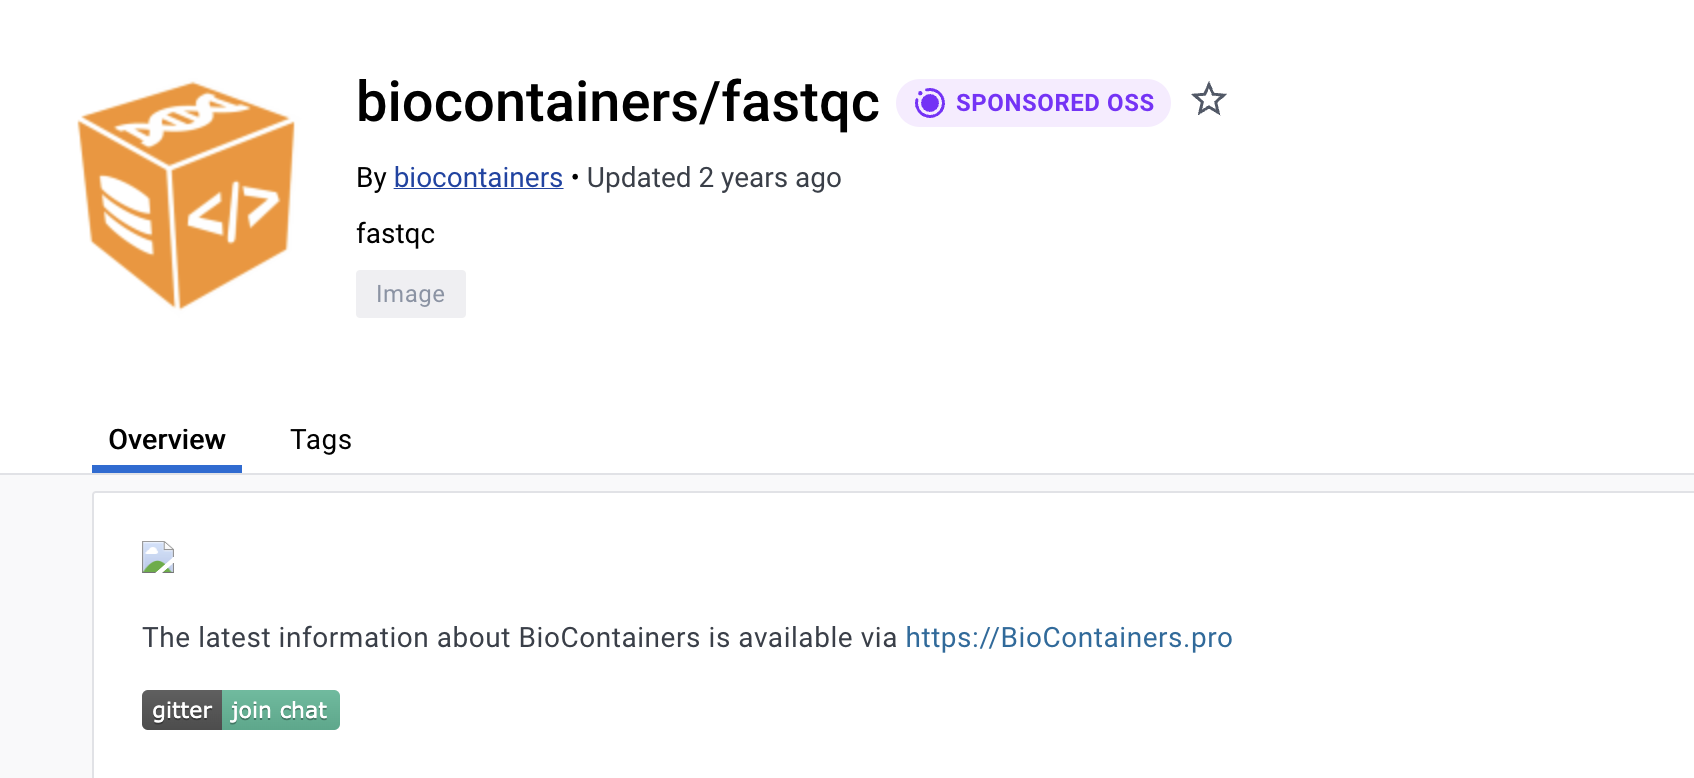 biocontainers/fastqc SPONSORED OSS
By biocontainers • Updated 2 years ago
fastqc
Image
Overview Tags
The latest information about BioContainers is available via https://BioContainers.pro
gitter join chat